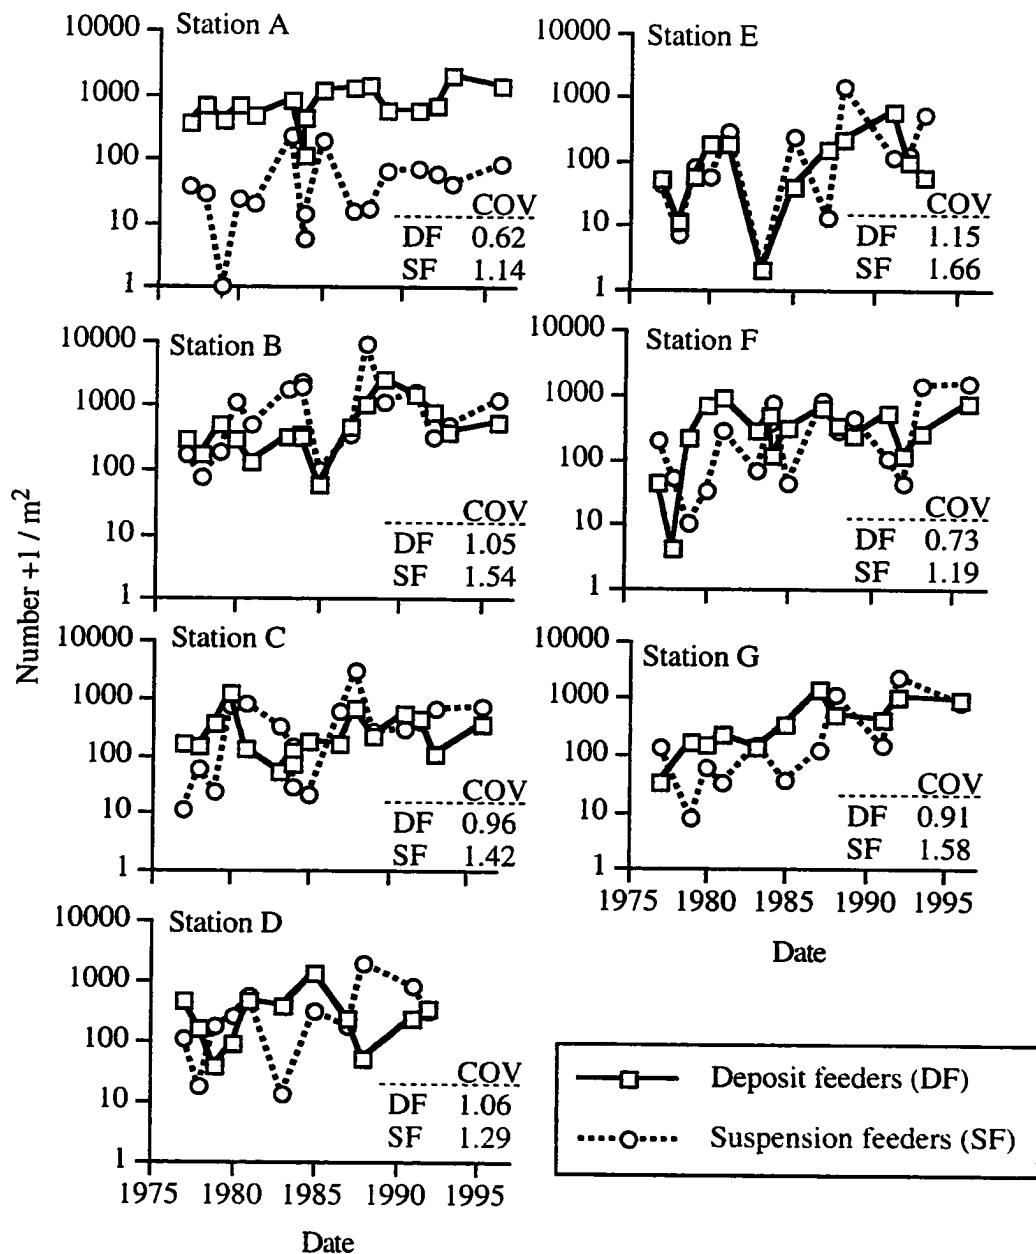 Number +1 / m²
Station A
10000
1000
100
10
1
COV
DF 0.62
SF 1.14
Station B
10000
1000
100
10
1
COV
DF 1.05
SF 1.54
Station C
10000
1000
100
10
1
COV
DF 0.96
SF 1.42
Station D
10000
1000
100
10
1
COV
DF 1.06
SF 1.29
1975 1980 1985 1990 1995
Date
Station E
10000
1000
100
10
1
COV
DF 1.15
SF 1.66
Station F
10000
1000
100
10
1
COV
DF 0.73
SF 1.19
Station G
10000
1000
100
10
1
COV
DF 0.91
SF 1.58
1975 1980 1985 1990 1995
Date
Deposit feeders (DF)
Suspension feeders (SF)